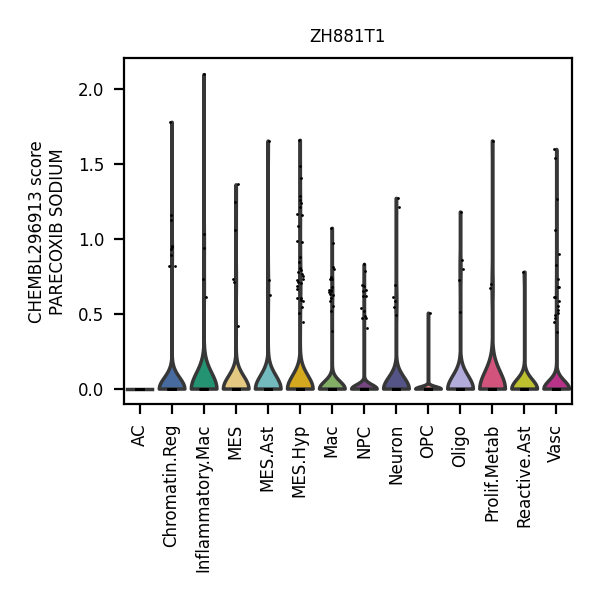 ZH881T1
CHEMBL296913 score
PARECOXIB SODIUM
2.0
1.5
1.0
0.5
0.0
AC
Chromatin.Reg
Inflammatory.Mac
MES
MES.Ast
MES.Hyp
Mac
NPC
Neuron
OPC
Oligo
Prolif.Metab
Reactive.Ast
Vasc